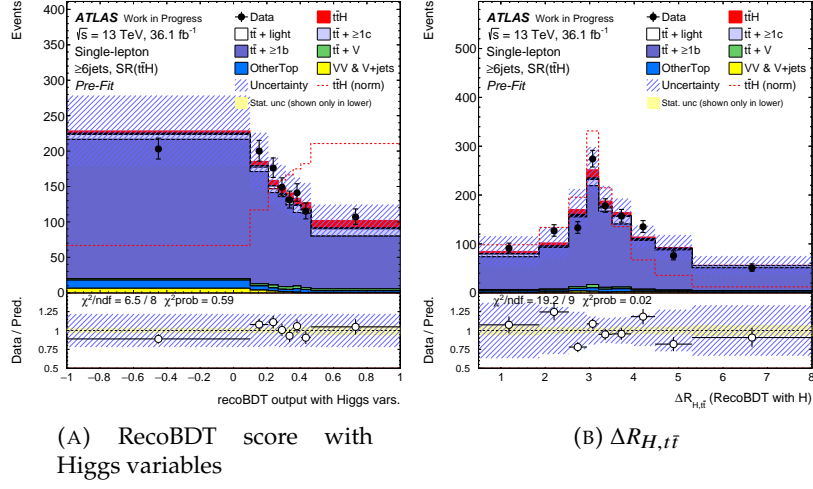 Events
ATLAS Work in Progress
√s = 13 TeV, 36.1 fb⁻¹
Single-lepton
≥6jets, SR(tt̄H)
Pre-Fit
Data
tt̄H
tt̄ + light
tt̄ + ≥1c
tt̄ + ≥1b
tt̄ + V
OtherTop
VV & V+jets
Uncertainty
tt̄H (norm)
Stat. unc (shown only in lower)
400
350
300
250
200
150
100
50
0
χ²/ndf = 6.5 / 8 χ²prob = 0.59
Data / Pred.
1.25
1
0.75
0.5
−1 −0.8 −0.6 −0.4 −0.2 0 0.2 0.4 0.6 0.8 1
recoBDT output with Higgs vars.
(A) RecoBDT score with
Higgs variables
Events
ATLAS Work in Progress
√s = 13 TeV, 36.1 fb⁻¹
Single-lepton
≥6jets, SR(tt̄H)
Pre-Fit
Data
tt̄H
tt̄ + light
tt̄ + ≥1c
tt̄ + ≥1b
tt̄ + V
OtherTop
VV & V+jets
Uncertainty
tt̄H (norm)
Stat. unc (shown only in lower)
500
400
300
200
100
0
χ²/ndf = 19.2 / 9 χ²prob = 0.02
Data / Pred.
1.25
1
0.75
0.5
1 2 3 4 5 6 7 8
ΔR_H,tt̄ (RecoBDT with H)
(B) ΔR_H,tt̄